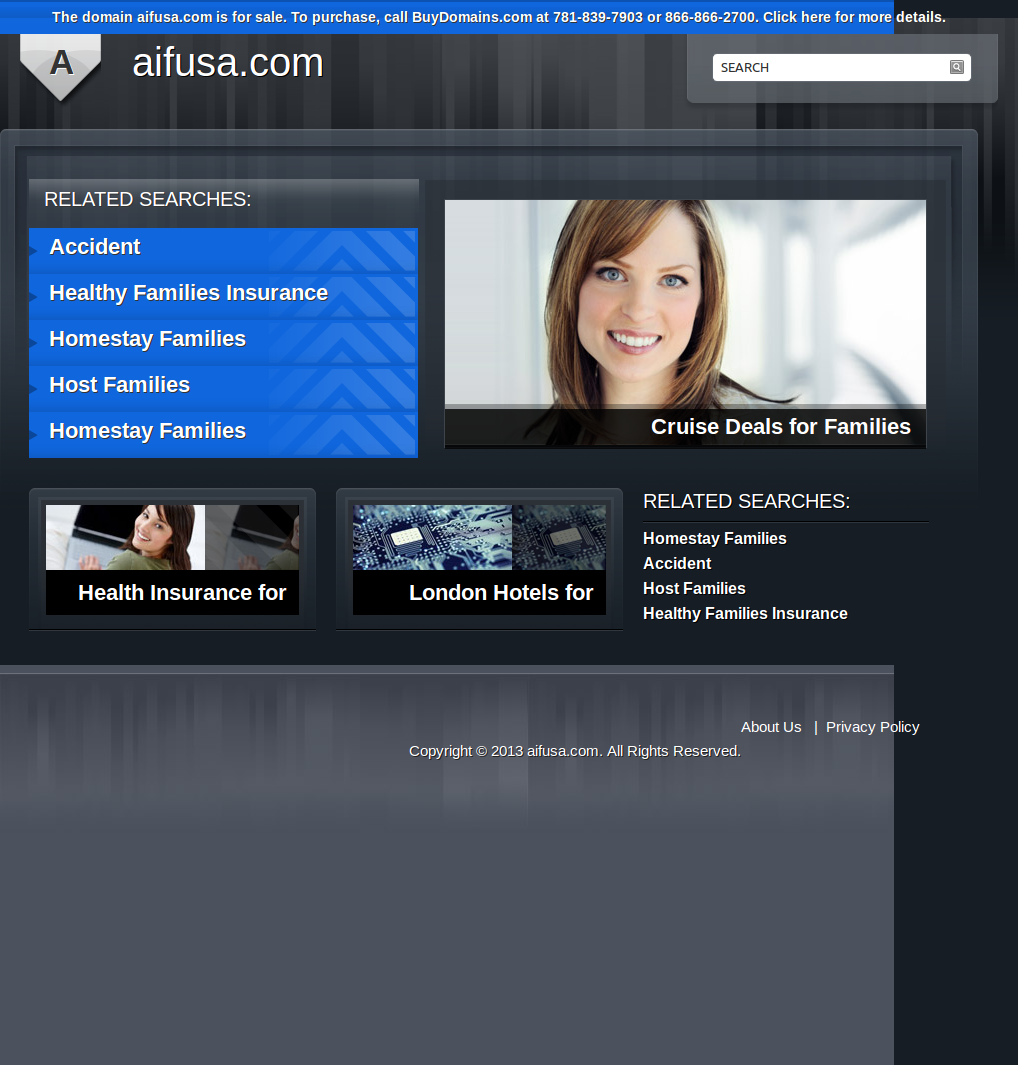 The domain aifusa.com is for sale. To purchase, call BuyDomains.com at 781-839-7903 or 866-866-2700. Click here for more details.
A
aifusa.com
SEARCH
RELATED SEARCHES:
Accident
Healthy Families Insurance
Homestay Families
Host Families
Homestay Families
Cruise Deals for Families
Health Insurance for
London Hotels for
RELATED SEARCHES:
Homestay Families
Accident
Host Families
Healthy Families Insurance
About Us | Privacy Policy
Copyright © 2013 aifusa.com. All Rights Reserved.